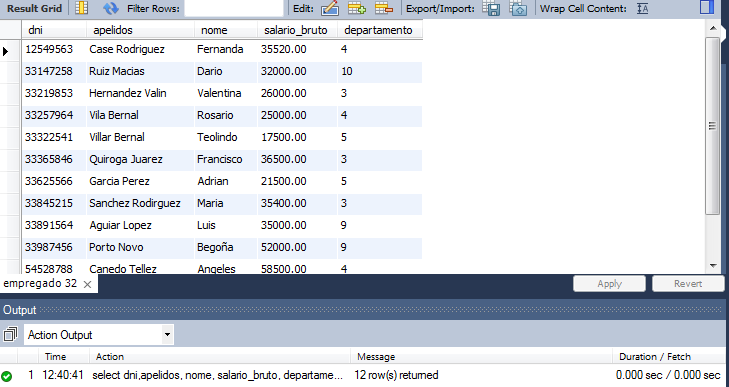 Result Grid Filter Rows: Edit: Export/Import: Wrap Cell Content: IA
dni apelidos nome salario_bruto departamento
12549563 Case Rodriguez Fernanda 35520.00 4
33147258 Ruiz Macias Dario 32000.00 10
33219853 Hernandez Valin Valentina 26000.00 3
33257964 Vila Bernal Rosario 25000.00 4
33322541 Villar Bernal Teolindo 17500.00 5
33365846 Quiroga Juarez Francisco 36500.00 3
33625566 Garcia Perez Adrian 21500.00 5
33845215 Sanchez Rodirguez Maria 35400.00 3
33891564 Aguiar Lopez Luis 35000.00 9
33987456 Porto Novo Begoña 52000.00 9
54528788 Canedo Tellez Angeles 58500.00 4
empregado 32 Apply Revert
Output
Action Output
Time Action Message Duration / Fetch
1 12:40:41 select dni,apelidos, nome, salario_bruto, departame... 12 row(s) returned 0.000 sec / 0.000 sec